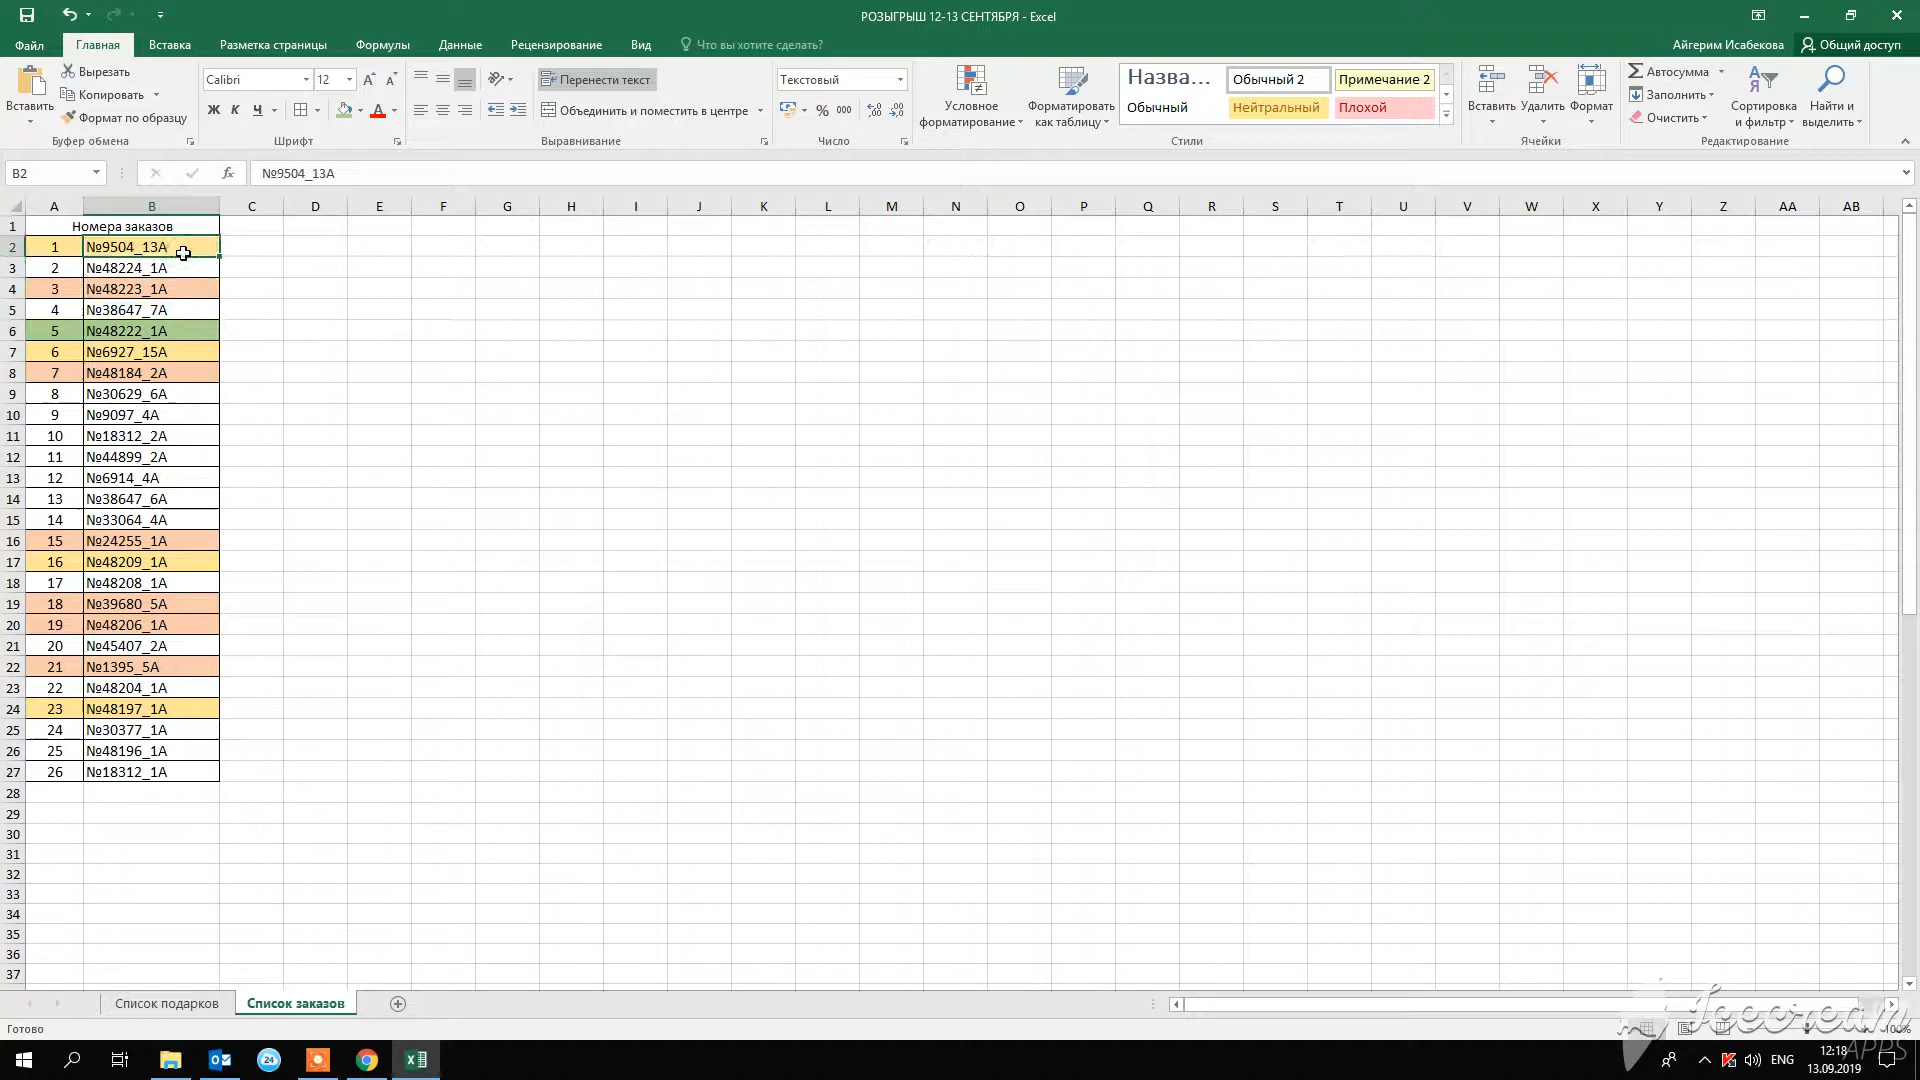 РОЗЫГРЫШ 12-13 СЕНТЯБРЯ - Excel
Файл Главная Вставка Разметка страницы Формулы Данные Рецензирование Вид Что вы хотите сделать? Айгерим Исабекова Общий доступ
Вставить
Вырезать
Копировать
Формат по образцу
Буфер обмена
Calibri 12
Ж К Ч
Шрифт
Перенести текст
Объединить и поместить в центре
Выравнивание
Текстовый
% 000
Число
Условное форматирование
Форматировать как таблицу
Назва... Обычный 2 Примечание 2
Обычный Нейтральный Плохой
Стили
Вставить Удалить Формат
Ячейки
Автосумма
Заполнить
Очистить
Сортировка и фильтр
Найти и выделить
Редактирование
B2 fx №9504_13А
A B C D E F G H I J K L M N O P Q R S T U V W X Y Z AA AB
1 Номера заказов
2 1 №9504_13А
3 2 №48224_1А
4 3 №48223_1А
5 4 №38647_7А
6 5 №48222_1А
7 6 №6927_15А
8 7 №48184_2А
9 8 №30629_6А
10 9 №9097_4А
11 10 №18312_2А
12 11 №44899_2А
13 12 №6914_4А
14 13 №38647_6А
15 14 №33064_4А
16 15 №24255_1А
17 16 №48209_1А
18 17 №48208_1А
19 18 №39680_5А
20 19 №48206_1А
21 20 №45407_2А
22 21 №1395_5А
23 22 №48204_1А
24 23 №48197_1А
25 24 №30377_1А
26 25 №48196_1А
27 26 №18312_1А
28
29
30
31
32
33
34
35
36
37
Список подарков Список заказов
Готово 100%
Icecream
APPS
24 ENG 12:18
13.09.2019